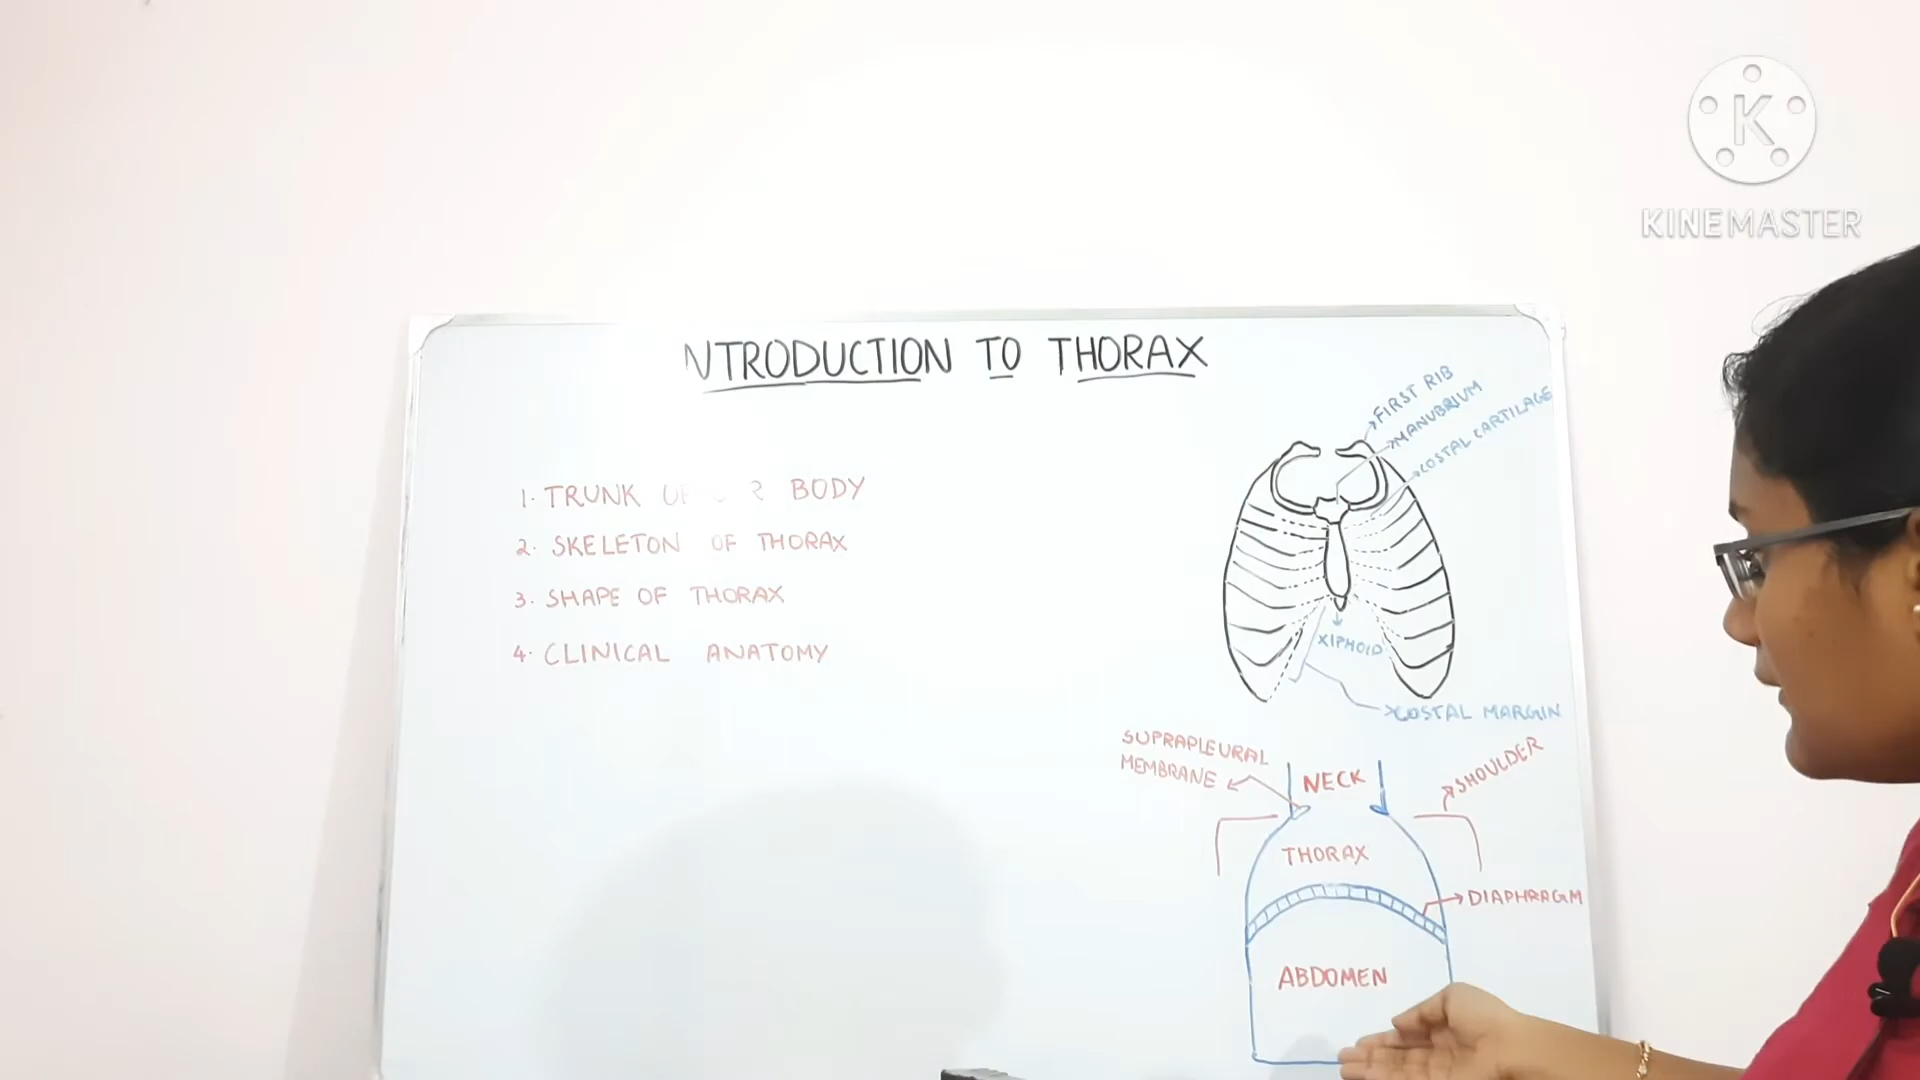 K
KINEMASTER
NTRODUCTION TO THORAX
1. TRUNK BODY
2. SKELETON OF THORAX
3. SHAPE OF THORAX
4. CLINICAL ANATOMY
FIRST RIB
MANUBRIUM
COSTAL CARTILAGE
XIPHOID
COSTAL MARGIN
SUPRAPLEURAL
MEMBRANE
NECK
SHOULDER
THORAX
DIAPHRAGM
ABDOMEN